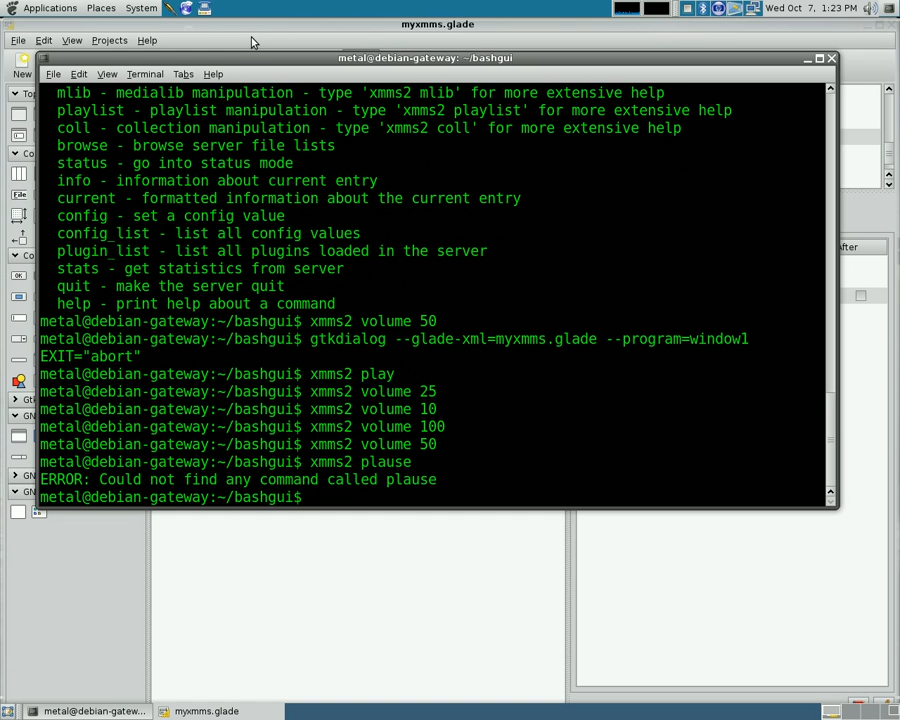 Applications Places System Wed Oct 7, 1:23 PM
myxmms.glade
File Edit View Projects Help
New
metal@debian-gateway: ~/bashgui
File Edit View Terminal Tabs Help
mlib - medialib manipulation - type 'xmms2 mlib' for more extensive help
playlist - playlist manipulation - type 'xmms2 playlist' for more extensive help
coll - collection manipulation - type 'xmms2 coll' for more extensive help
browse - browse server file lists
status - go into status mode
info - information about current entry
current - formatted information about the current entry
config - set a config value
config_list - list all config values
plugin_list - list all plugins loaded in the server
stats - get statistics from server
quit - make the server quit
help - print help about a command
metal@debian-gateway:~/bashgui$ xmms2 volume 50
metal@debian-gateway:~/bashgui$ gtkdialog --glade-xml=myxmms.glade --program=window1
EXIT="abort"
metal@debian-gateway:~/bashgui$ xmms2 play
metal@debian-gateway:~/bashgui$ xmms2 volume 25
metal@debian-gateway:~/bashgui$ xmms2 volume 10
metal@debian-gateway:~/bashgui$ xmms2 volume 100
metal@debian-gateway:~/bashgui$ xmms2 volume 50
metal@debian-gateway:~/bashgui$ xmms2 plause
ERROR: Could not find any command called plause
metal@debian-gateway:~/bashgui$
To
Co
File
Co
OK
Gt
GN
GN
GN
After
metal@debian-gatew... myxmms.glade